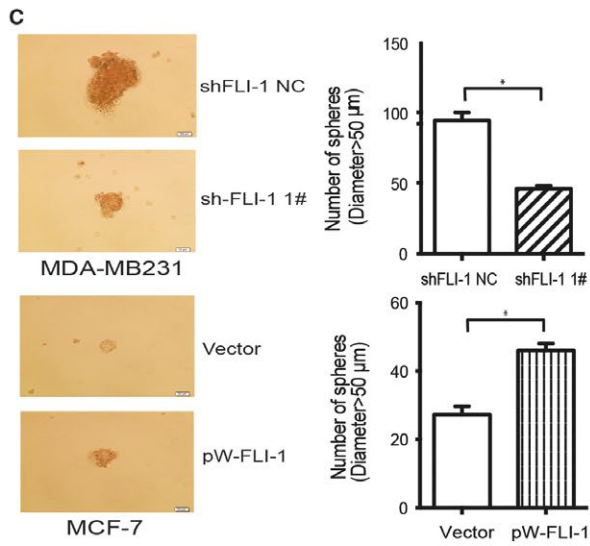 C
shFLI-1 NC
sh-FLI-1 1#
MDA-MB231
Number of spheres
(Diameter>50 μm)
150
100
50
0
*
shFLI-1 NC
shFLI-1 1#
Vector
pW-FLI-1
MCF-7
Number of spheres
(Diameter>50 μm)
60
40
20
0
*
Vector
pW-FLI-1